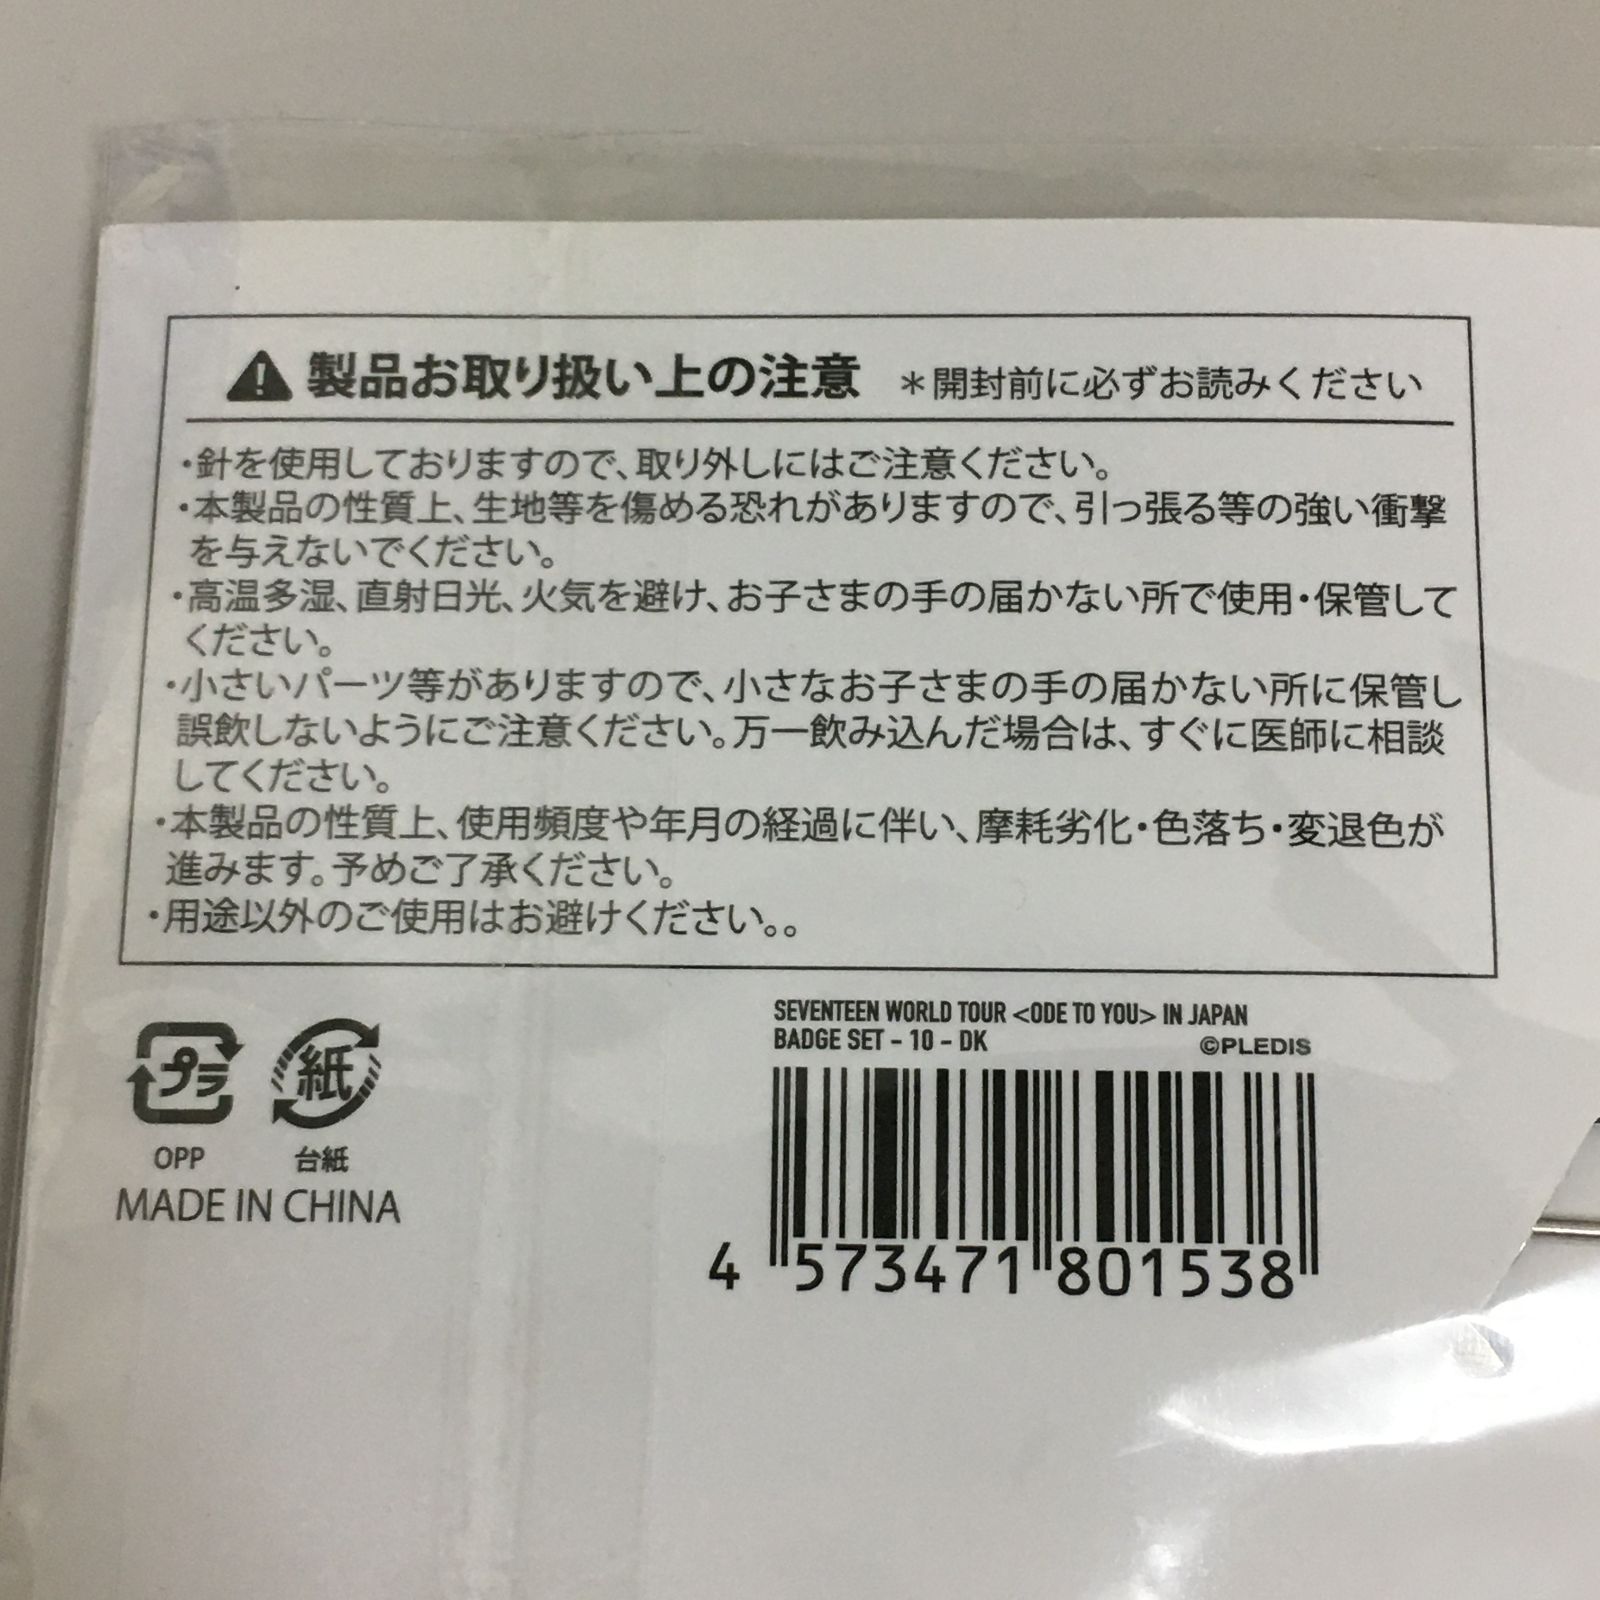 製品お取り扱い上の注意 ＊開封前に必ずお読みください
・針を使用しておりますので、取り外しにはご注意ください。
・本製品の性質上、生地等を傷める恐れがありますので、引っ張る等の強い衝撃
を与えないでください。
・高温多湿、直射日光、火気を避け、お子さまの手の届かない所で使用・保管して
ください。
・小さいパーツ等がありますので、小さなお子さまの手の届かない所に保管し
誤飲しないようにご注意ください。万一飲み込んだ場合は、すぐに医師に相談
してください。
・本製品の性質上、使用頻度や年月の経過に伴い、摩耗劣化・色落ち・変退色が
進みます。予めご了承ください。
・用途以外のご使用はお避けください。。
プラ 紙
OPP 台紙
MADE IN CHINA
SEVENTEEN WORLD TOUR <ODE TO YOU> IN JAPAN
BADGE SET - 10 - DK ©PLEDIS
4 573471 801538